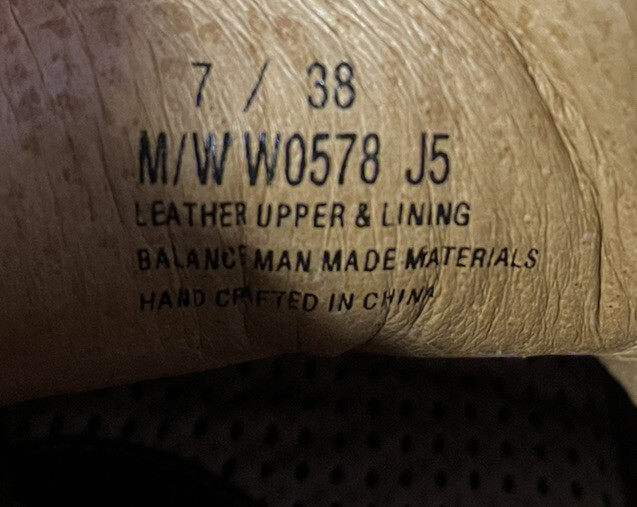 7 / 38
M/W W0578 J5
LEATHER UPPER & LINING
BALANCE MAN MADE MATERIALS
HAND CRAFTED IN CHINA